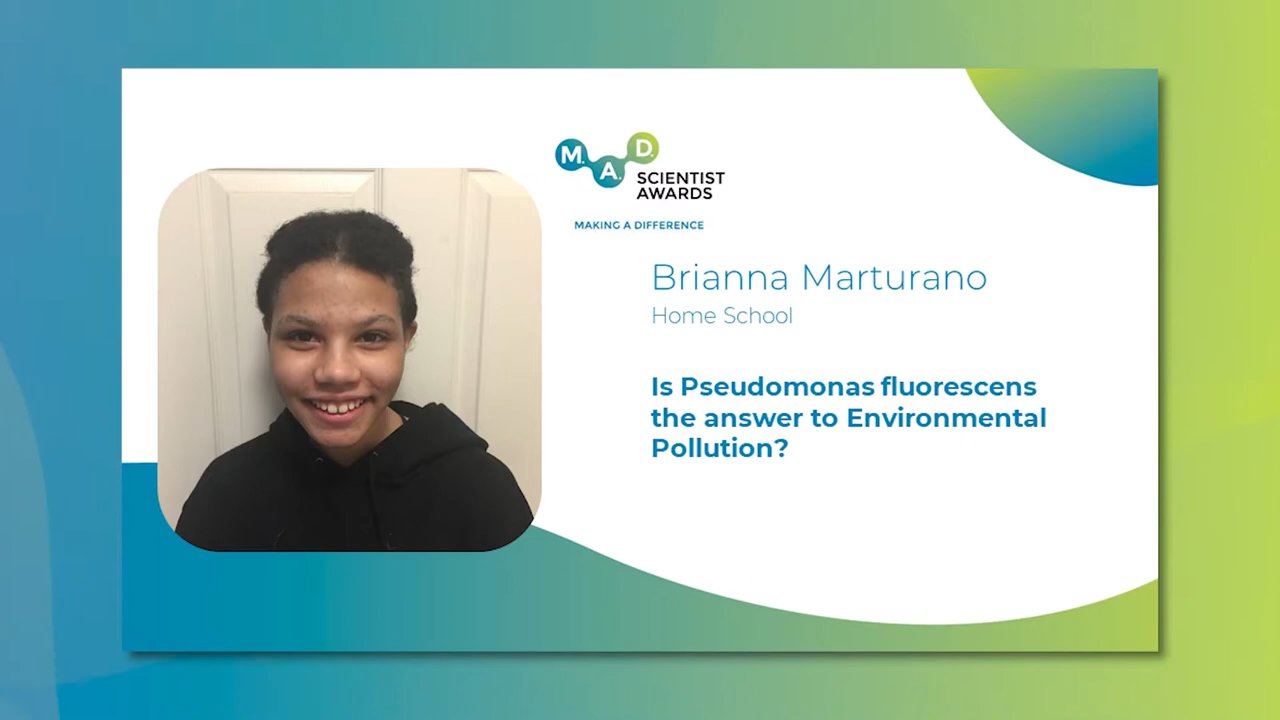 M. A. D.
SCIENTIST
AWARDS
MAKING A DIFFERENCE
Brianna Marturano
Home School
Is Pseudomonas fluorescens
the answer to Environmental
Pollution?